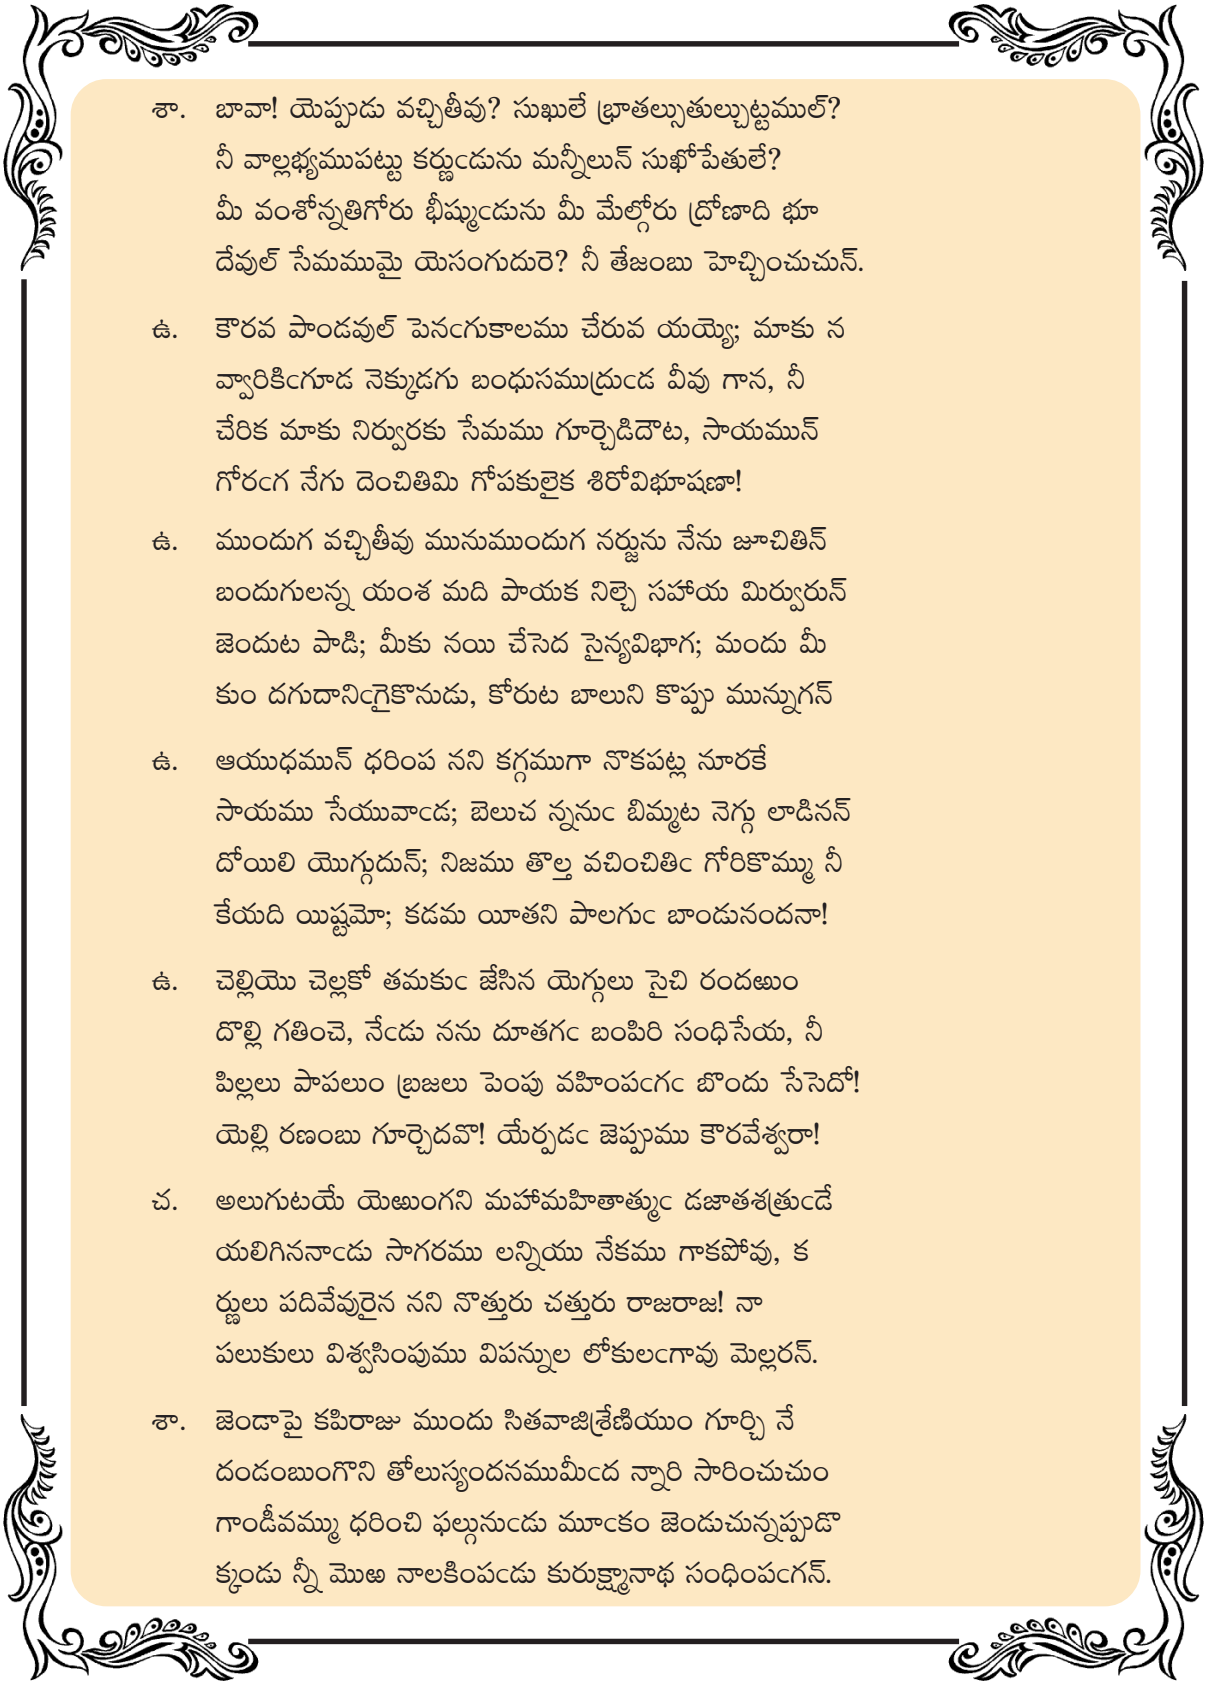 శా. బావా! యెప్పుడు వచ్చితీవు? సుఖులే భ్రాతల్సుతుల్చుట్టముల్?
నీ వాల్లభ్యముపట్టు కర్ణుఁడును మన్నీలున్ సుఖోపేతులే?
మీ వంశోన్నతిగోరు భీష్ముఁడును మీ మేల్గోరు ద్రోణాది భూ
దేవుల్ సేమముమై యెసంగుదురె? నీ తేజంబు హెచ్చించుచున్.
ఉ. కౌరవ పాండవుల్ పెనఁగుకాలము చేరువ యయ్యె; మాకు న
వ్వారికిఁగూడ నెక్కుడగు బంధుసముద్రుఁడ వీవు గాన, నీ
చేరిక మాకు నిర్వురకు సేమము గూర్చెడిదౌట, సాయమున్
గోరఁగ నేగు దెంచితిమి గోపకులైక శిరోవిభూషణా!
ఉ. ముందుగ వచ్చితీవు మునుముందుగ నర్జును నేను జూచితిన్
బందుగులన్న యంశ మది పాయక నిల్చె సహాయ మిర్వురున్
జెందుట పాడి; మీకు నయి చేసెద సైన్యవిభాగ; మందు మీ
కుం దగుదానిఁగైకొనుడు, కోరుట బాలుని కొప్పు మున్నుగన్
ఉ. ఆయుధమున్ ధరింప నని కగ్గముగా నొకపట్ల నూరకే
సాయము సేయువాఁడ; బెలుచ న్ననుఁ బిమ్మట నెగ్గు లాడినన్
దోయిలి యొగ్గుదున్; నిజము తొల్త వచించితిఁ గోరికొమ్ము నీ
కేయది యిష్టమో; కడమ యీతని పాలగుఁ బాండునందనా!
ఉ. చెల్లియొ చెల్లకో తమకుఁ జేసిన యెగ్గులు సైచి రందఱుం
దొల్లి గతించె, నేఁడు నను దూతగఁ బంపిరి సంధిసేయ, నీ
పిల్లలు పాపలుం బ్రజలు పెంపు వహింపఁగఁ బొందు సేసెదో!
యెల్లి రణంబు గూర్చెదవొ! యేర్పడఁ జెప్పుము కౌరవేశ్వరా!
చ. అలుగుటయే యెఱుంగని మహామహితాత్ముఁ డజాతశత్రుఁడే
యలిగిననాఁడు సాగరము లన్నియు నేకము గాకపోవు, క
ర్ణులు పదివేవురైన నని నొత్తురు చత్తురు రాజరాజ! నా
పలుకులు విశ్వసింపుము విపన్నుల లోకులఁగావు మెల్లరన్.
శా. జెండాపై కపిరాజు ముందు సితవాజిశ్రేణియుం గూర్చి నే
దండంబుంగొని తోలుస్యందనముమీఁద న్నారి సారించుచుం
గాండీవమ్ము ధరించి ఫల్గునుఁడు మూఁకం జెండుచున్నప్పుడొ
క్కండు న్నీ మొఱ నాలకింపఁడు కురుక్ష్మానాథ సంధింపఁగన్.